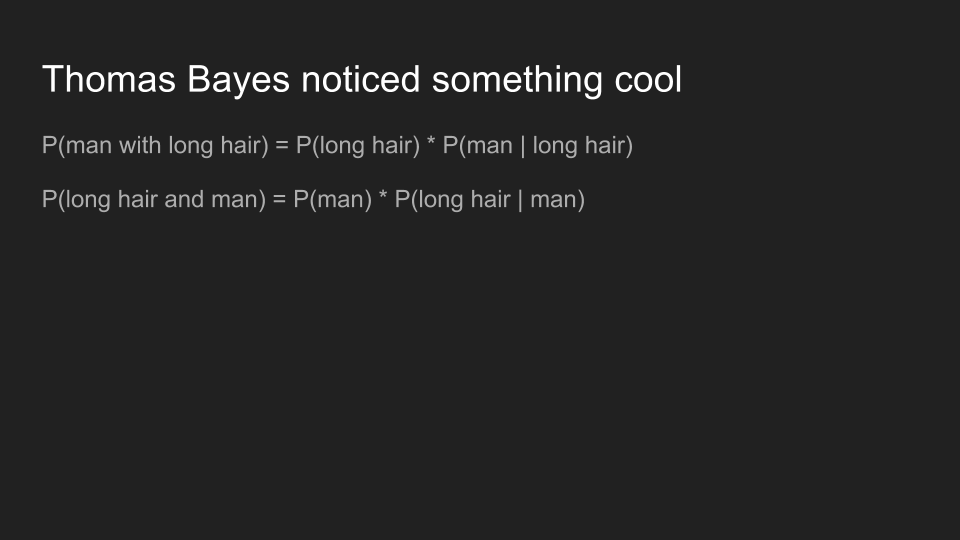 Thomas Bayes noticed something cool
P(man with long hair) = P(long hair) * P(man | long hair)
P(long hair and man) = P(man) * P(long hair | man)